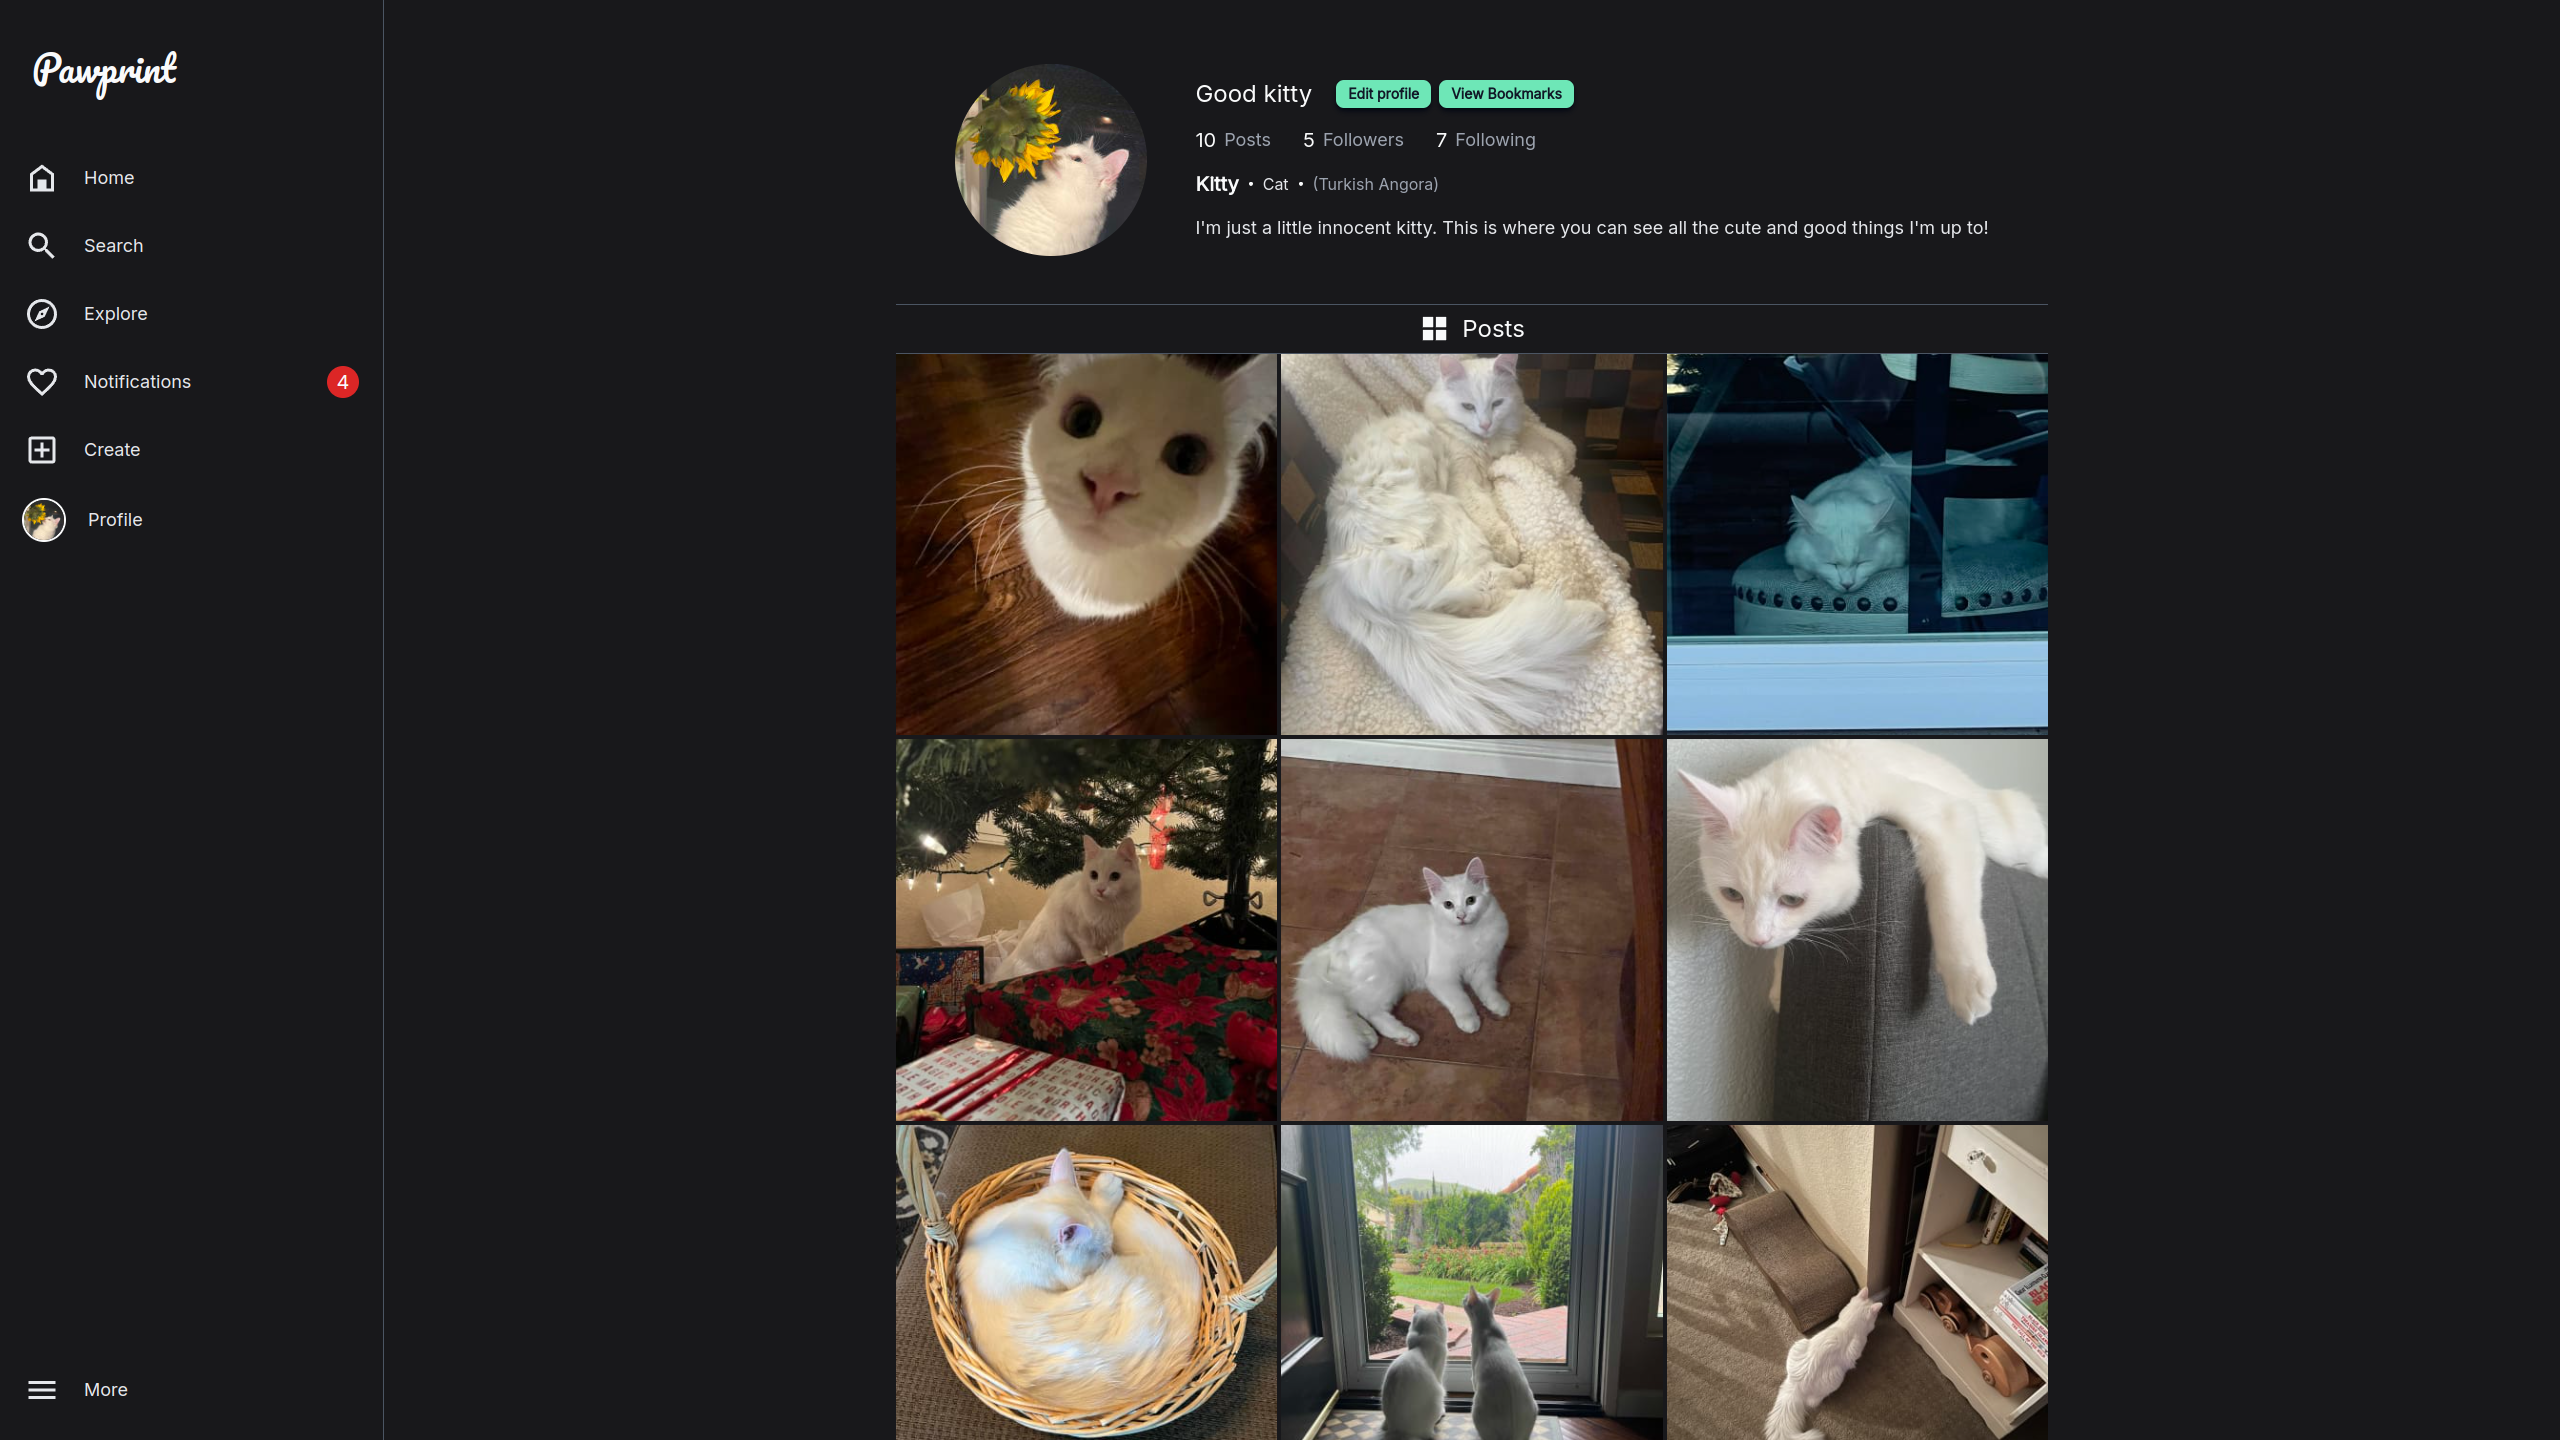 Pawprint
Home
Search
Explore
Notifications
4
Create
Profile
More
Good kitty
Edit profile
View Bookmarks
10 Posts
5 Followers
7 Following
KItty • Cat • (Turkish Angora)
I'm just a little innocent kitty. This is where you can see all the cute and good things I'm up to!
Posts